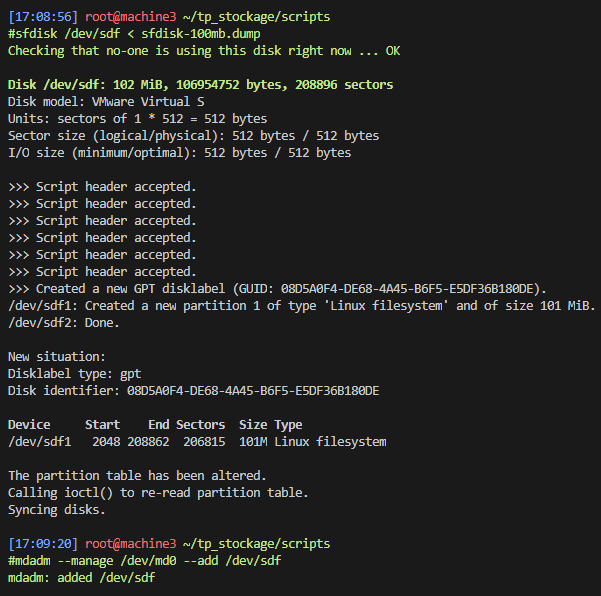 [17:08:56] root@machine3 ~/tp_stockage/scripts
#sfdisk /dev/sdf < sfdisk-100mb.dump
Checking that no-one is using this disk right now ... OK
Disk /dev/sdf: 102 MiB, 106954752 bytes, 208896 sectors
Disk model: VMware Virtual S
Units: sectors of 1 * 512 = 512 bytes
Sector size (logical/physical): 512 bytes / 512 bytes
I/O size (minimum/optimal): 512 bytes / 512 bytes
>>> Script header accepted.
>>> Script header accepted.
>>> Script header accepted.
>>> Script header accepted.
>>> Script header accepted.
>>> Script header accepted.
>>> Created a new GPT disklabel (GUID: 08D5A0F4-DE68-4A45-B6F5-E5DF36B180DE).
/dev/sdf1: Created a new partition 1 of type 'Linux filesystem' and of size 101 MiB.
/dev/sdf2: Done.
New situation:
Disklabel type: gpt
Disk identifier: 08D5A0F4-DE68-4A45-B6F5-E5DF36B180DE
Device     Start    End Sectors  Size Type
/dev/sdf1   2048 208862  206815  101M Linux filesystem
The partition table has been altered.
Calling ioctl() to re-read partition table.
Syncing disks.
[17:09:20] root@machine3 ~/tp_stockage/scripts
#mdadm --manage /dev/md0 --add /dev/sdf
mdadm: added /dev/sdf